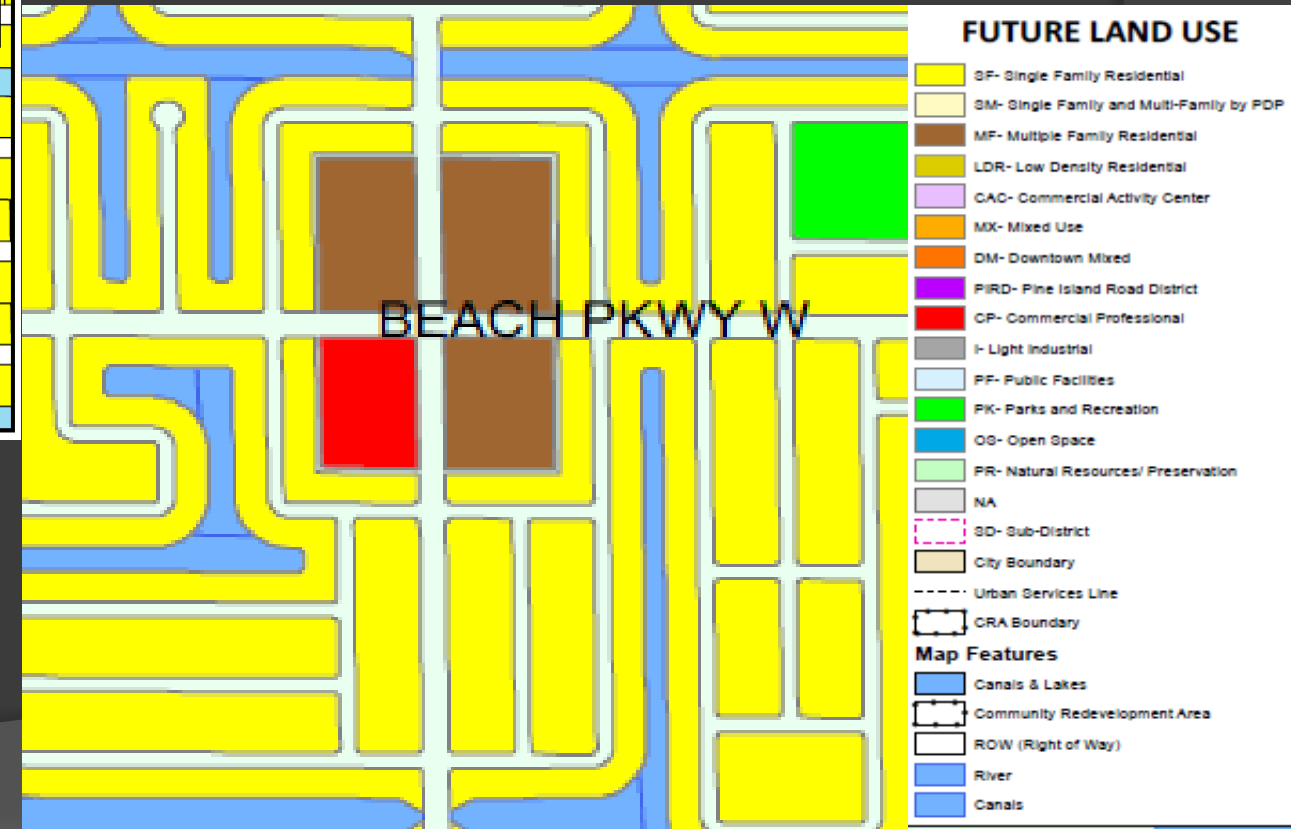 BEACH PKWY W
FUTURE LAND USE
SF- Single Family Residential
SM- Single Family and Multi-Family by PDP
MF- Multiple Family Residential
LDR- Low Density Residential
CAC- Commercial Activity Center
MX- Mixed Use
DM- Downtown Mixed
PIRD- Pine Island Road District
CP- Commercial Professional
I- Light Industrial
PF- Public Facilities
PK- Parks and Recreation
OS- Open Space
PR- Natural Resources/ Preservation
NA
SD- Sub-District
City Boundary
Urban Services Line
CRA Boundary
Map Features
Canals & Lakes
Community Redevelopment Area
ROW (Right of Way)
River
Canals